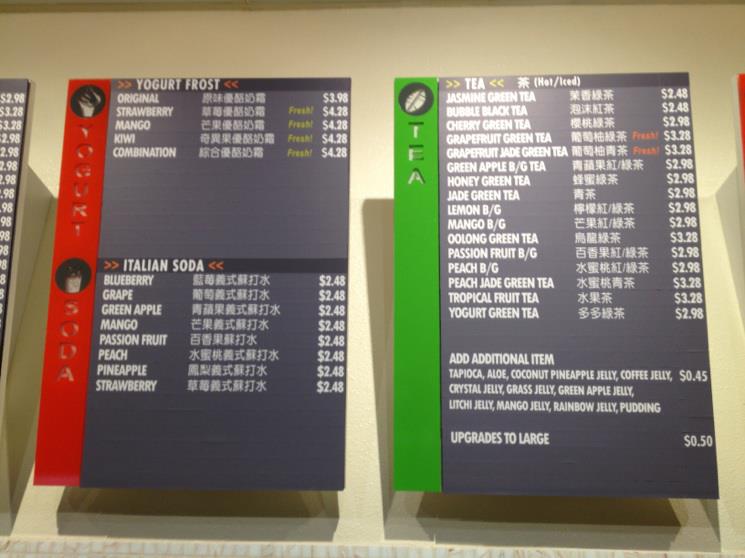 $2.98
$3.28
$2.98
$2.98
YOGURT
SODA
>> YOGURT FROST <<
ORIGINAL 原味優酪奶霜 $3.98
STRAWBERRY 草莓優酪奶霜 Fresh! $4.28
MANGO 芒果優酪奶霜 Fresh! $4.28
KIWI 奇異果優酪奶霜 Fresh! $4.28
COMBINATION 綜合優酪奶霜 Fresh! $4.28
>> ITALIAN SODA <<
BLUEBERRY 藍莓義式蘇打水 $2.48
GRAPE 葡萄義式蘇打水 $2.48
GREEN APPLE 青蘋果義式蘇打水 $2.48
MANGO 芒果義式蘇打水 $2.48
PASSION FRUIT 百香果蘇打水 $2.48
PEACH 水蜜桃義式蘇打水 $2.48
PINEAPPLE 鳳梨義式蘇打水 $2.48
STRAWBERRY 草莓義式蘇打水 $2.48
TEA
>> TEA << 茶 (Hot/Iced)
JASMINE GREEN TEA 茉香綠茶 $2.48
BUBBLE BLACK TEA 泡沫紅茶 $2.48
CHERRY GREEN TEA 櫻桃綠茶 $2.98
GRAPEFRUIT GREEN TEA 葡萄柚綠茶 Fresh! $3.28
GRAPEFRUIT JADE GREEN TEA 葡萄柚青茶 Fresh! $3.28
GREEN APPLE B/G TEA 青蘋果紅/綠茶 $2.98
HONEY GREEN TEA 蜂蜜綠茶 $2.98
JADE GREEN TEA 青茶 $2.98
LEMON B/G 檸檬紅/綠茶 $2.98
MANGO B/G 芒果紅/綠茶 $2.98
OOLONG GREEN TEA 烏龍綠茶 $3.28
PASSION FRUIT B/G 百香果紅/綠茶 $2.98
PEACH B/G 水蜜桃紅/綠茶 $2.98
PEACH JADE GREEN TEA 水蜜桃青茶 $3.28
TROPICAL FRUIT TEA 水果茶 $3.28
YOGURT GREEN TEA 多多綠茶 $2.98
ADD ADDITIONAL ITEM
TAPIOCA, ALOE, COCONUT PINEAPPLE JELLY, COFFEE JELLY, $0.45
CRYSTAL JELLY, GRASS JELLY, GREEN APPLE JELLY,
LITCHI JELLY, MANGO JELLY, RAINBOW JELLY, PUDDING
UPGRADES TO LARGE $0.50